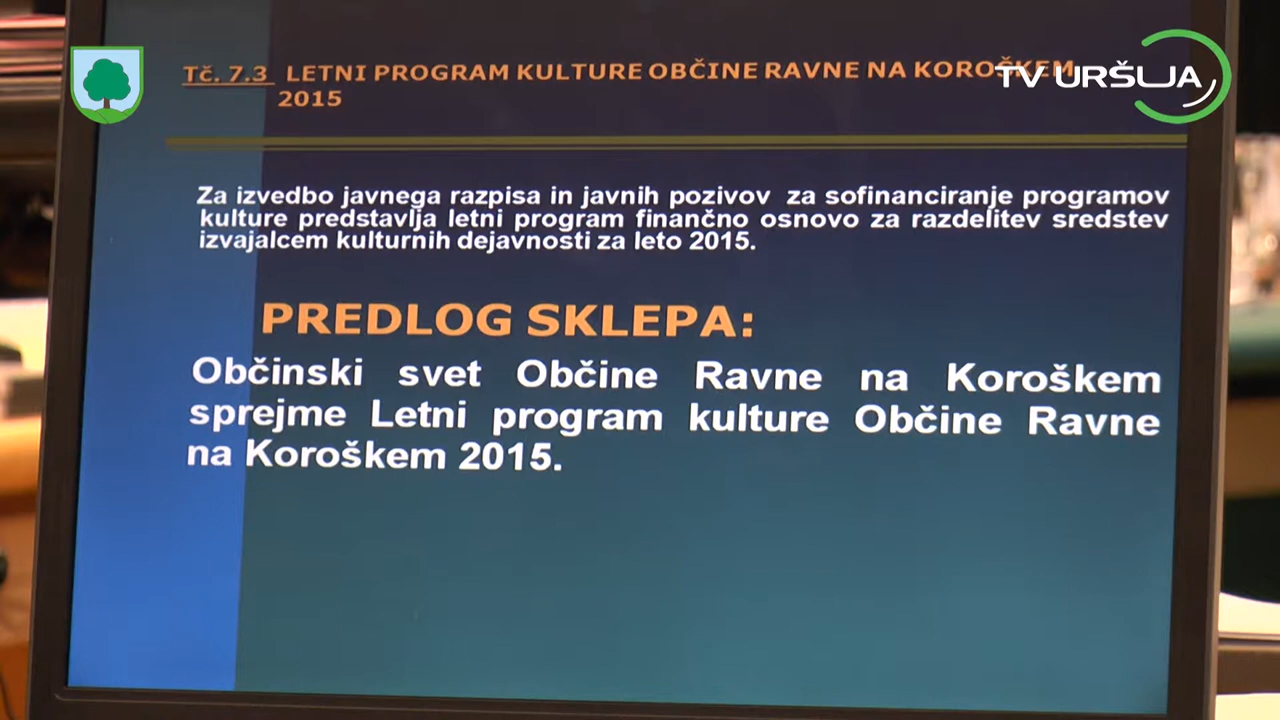 Tč. 7.3 LETNI PROGRAM KULTURE OBČINE RAVNE NA KOROŠKEM
2015
TV URŠLJA
Za izvedbo javnega razpisa in javnih pozivov za sofinanciranje programov
kulture predstavlja letni program finančno osnovo za razdelitev sredstev
izvajalcem kulturnih dejavnosti za leto 2015.
PREDLOG SKLEPA:
Občinski svet Občine Ravne na Koroškem
sprejme Letni program kulture Občine Ravne
na Koroškem 2015.